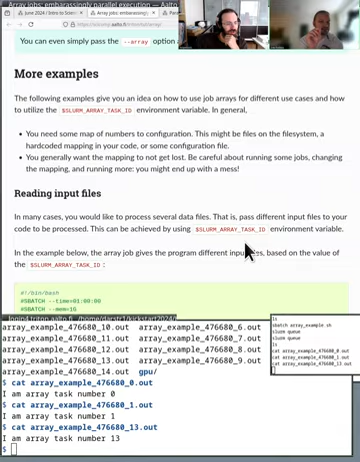 Array jobs: embarrassingly parallel execution — Aalto
June 2024 / Intro to Scien
Array jobs: embarrassingly
aalto.fi
You can even simply pass the --array option
More examples
The following examples give you an idea on how to use job arrays for different use cases and how
to utilize the $SLURM_ARRAY_TASK_ID environment variable. In general,
You need some map of numbers to configuration. This might be files on the filesystem, a
hardcoded mapping in your code, or some configuration file.
You generally want the mapping to not get lost. Be careful about running some jobs, changing
the mapping, and running more: you might end up with a mess!
Reading input files
In many cases, you would like to process several data files. That is, pass different input files to your
code to be processed. This can be achieved by using $SLURM_ARRAY_TASK_ID environment variable.
In the example below, the array job gives the program different input files, based on the value of
the $SLURM_ARRAY_TASK_ID :
#!/bin/bash
#SBATCH --time=01:00:00
#SBATCH --mem=1G
login4.triton.aalto.fi /home/darstr1/kickstart2024/
array_example_476680_10.out array_example_476680_6.out
array_example_476680_11.out array_example_476680_7.out
array_example_476680_12.out array_example_476680_8.out
array_example_476680_13.out array_example_476680_9.out
array_example_476680_14.out gpu/
$ cat array_example_476680_0.out
I am array task number 0
$ cat array_example_476680_1.out
I am array task number 1
$ cat array_example_476680_13.out
I am array task number 13
$
ls
sbatch array_example.sh
slurm queue
slurm queue
ls
cat array_example_476680_0.out
cat array_example_476680_1.out
cat array_example_476680_13.out